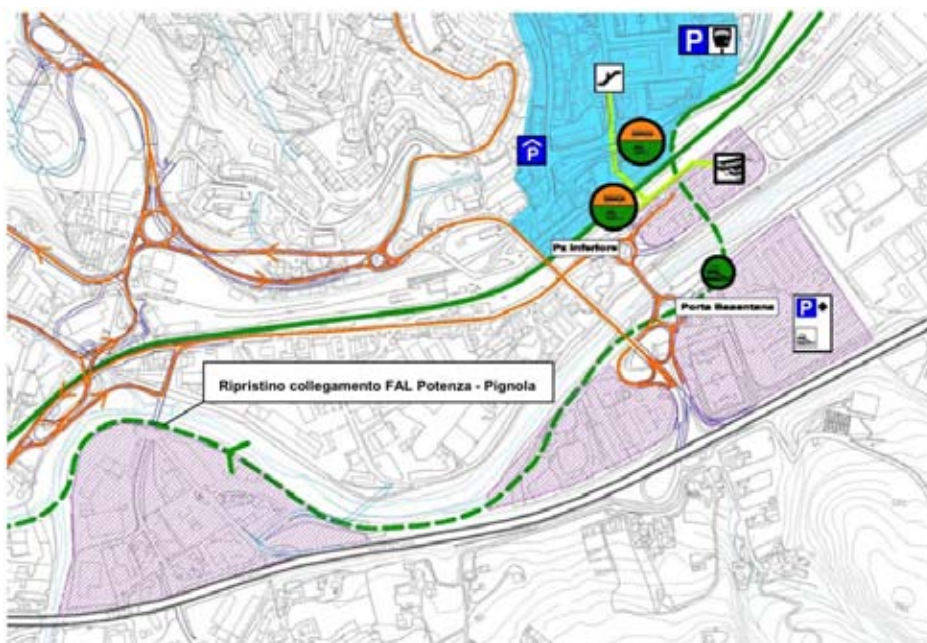 P
P
Pz Inferiore
Porta Basentana
P
Ripristino collegamento FAL Potenza - Pignola